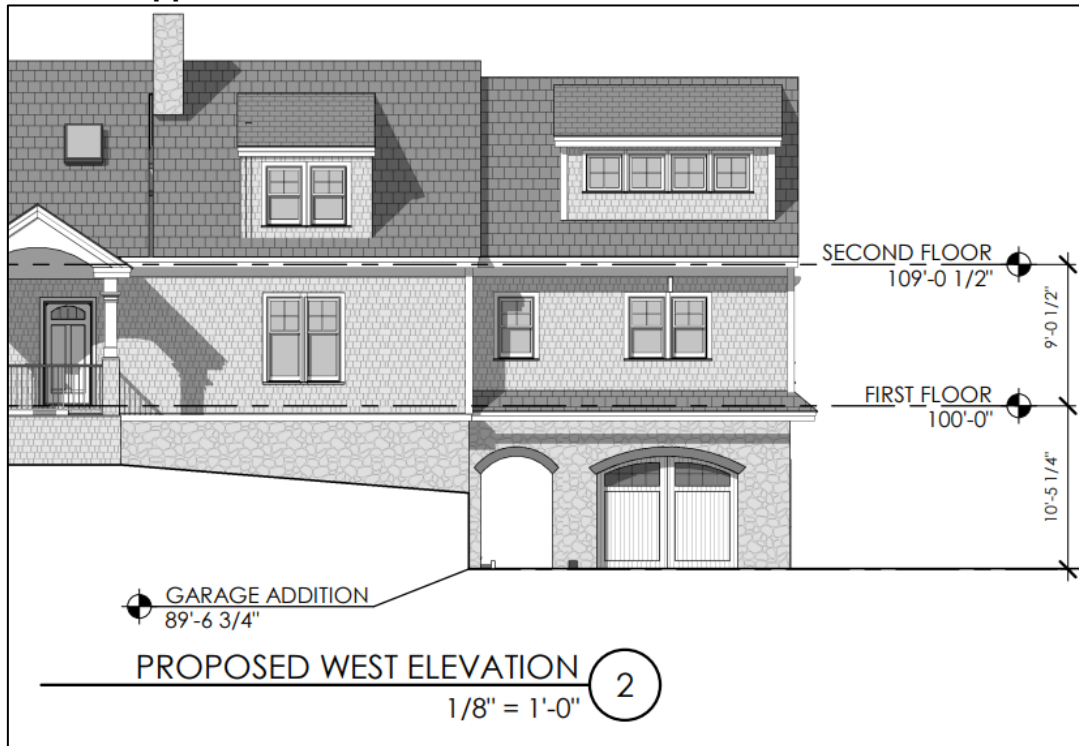 SECOND FLOOR
109'-0 1/2"
9'-0 1/2"
FIRST FLOOR
100'-0"
10'-5 1/4"
GARAGE ADDITION
89'-6 3/4"
PROPOSED WEST ELEVATION
2
1/8" = 1'-0"